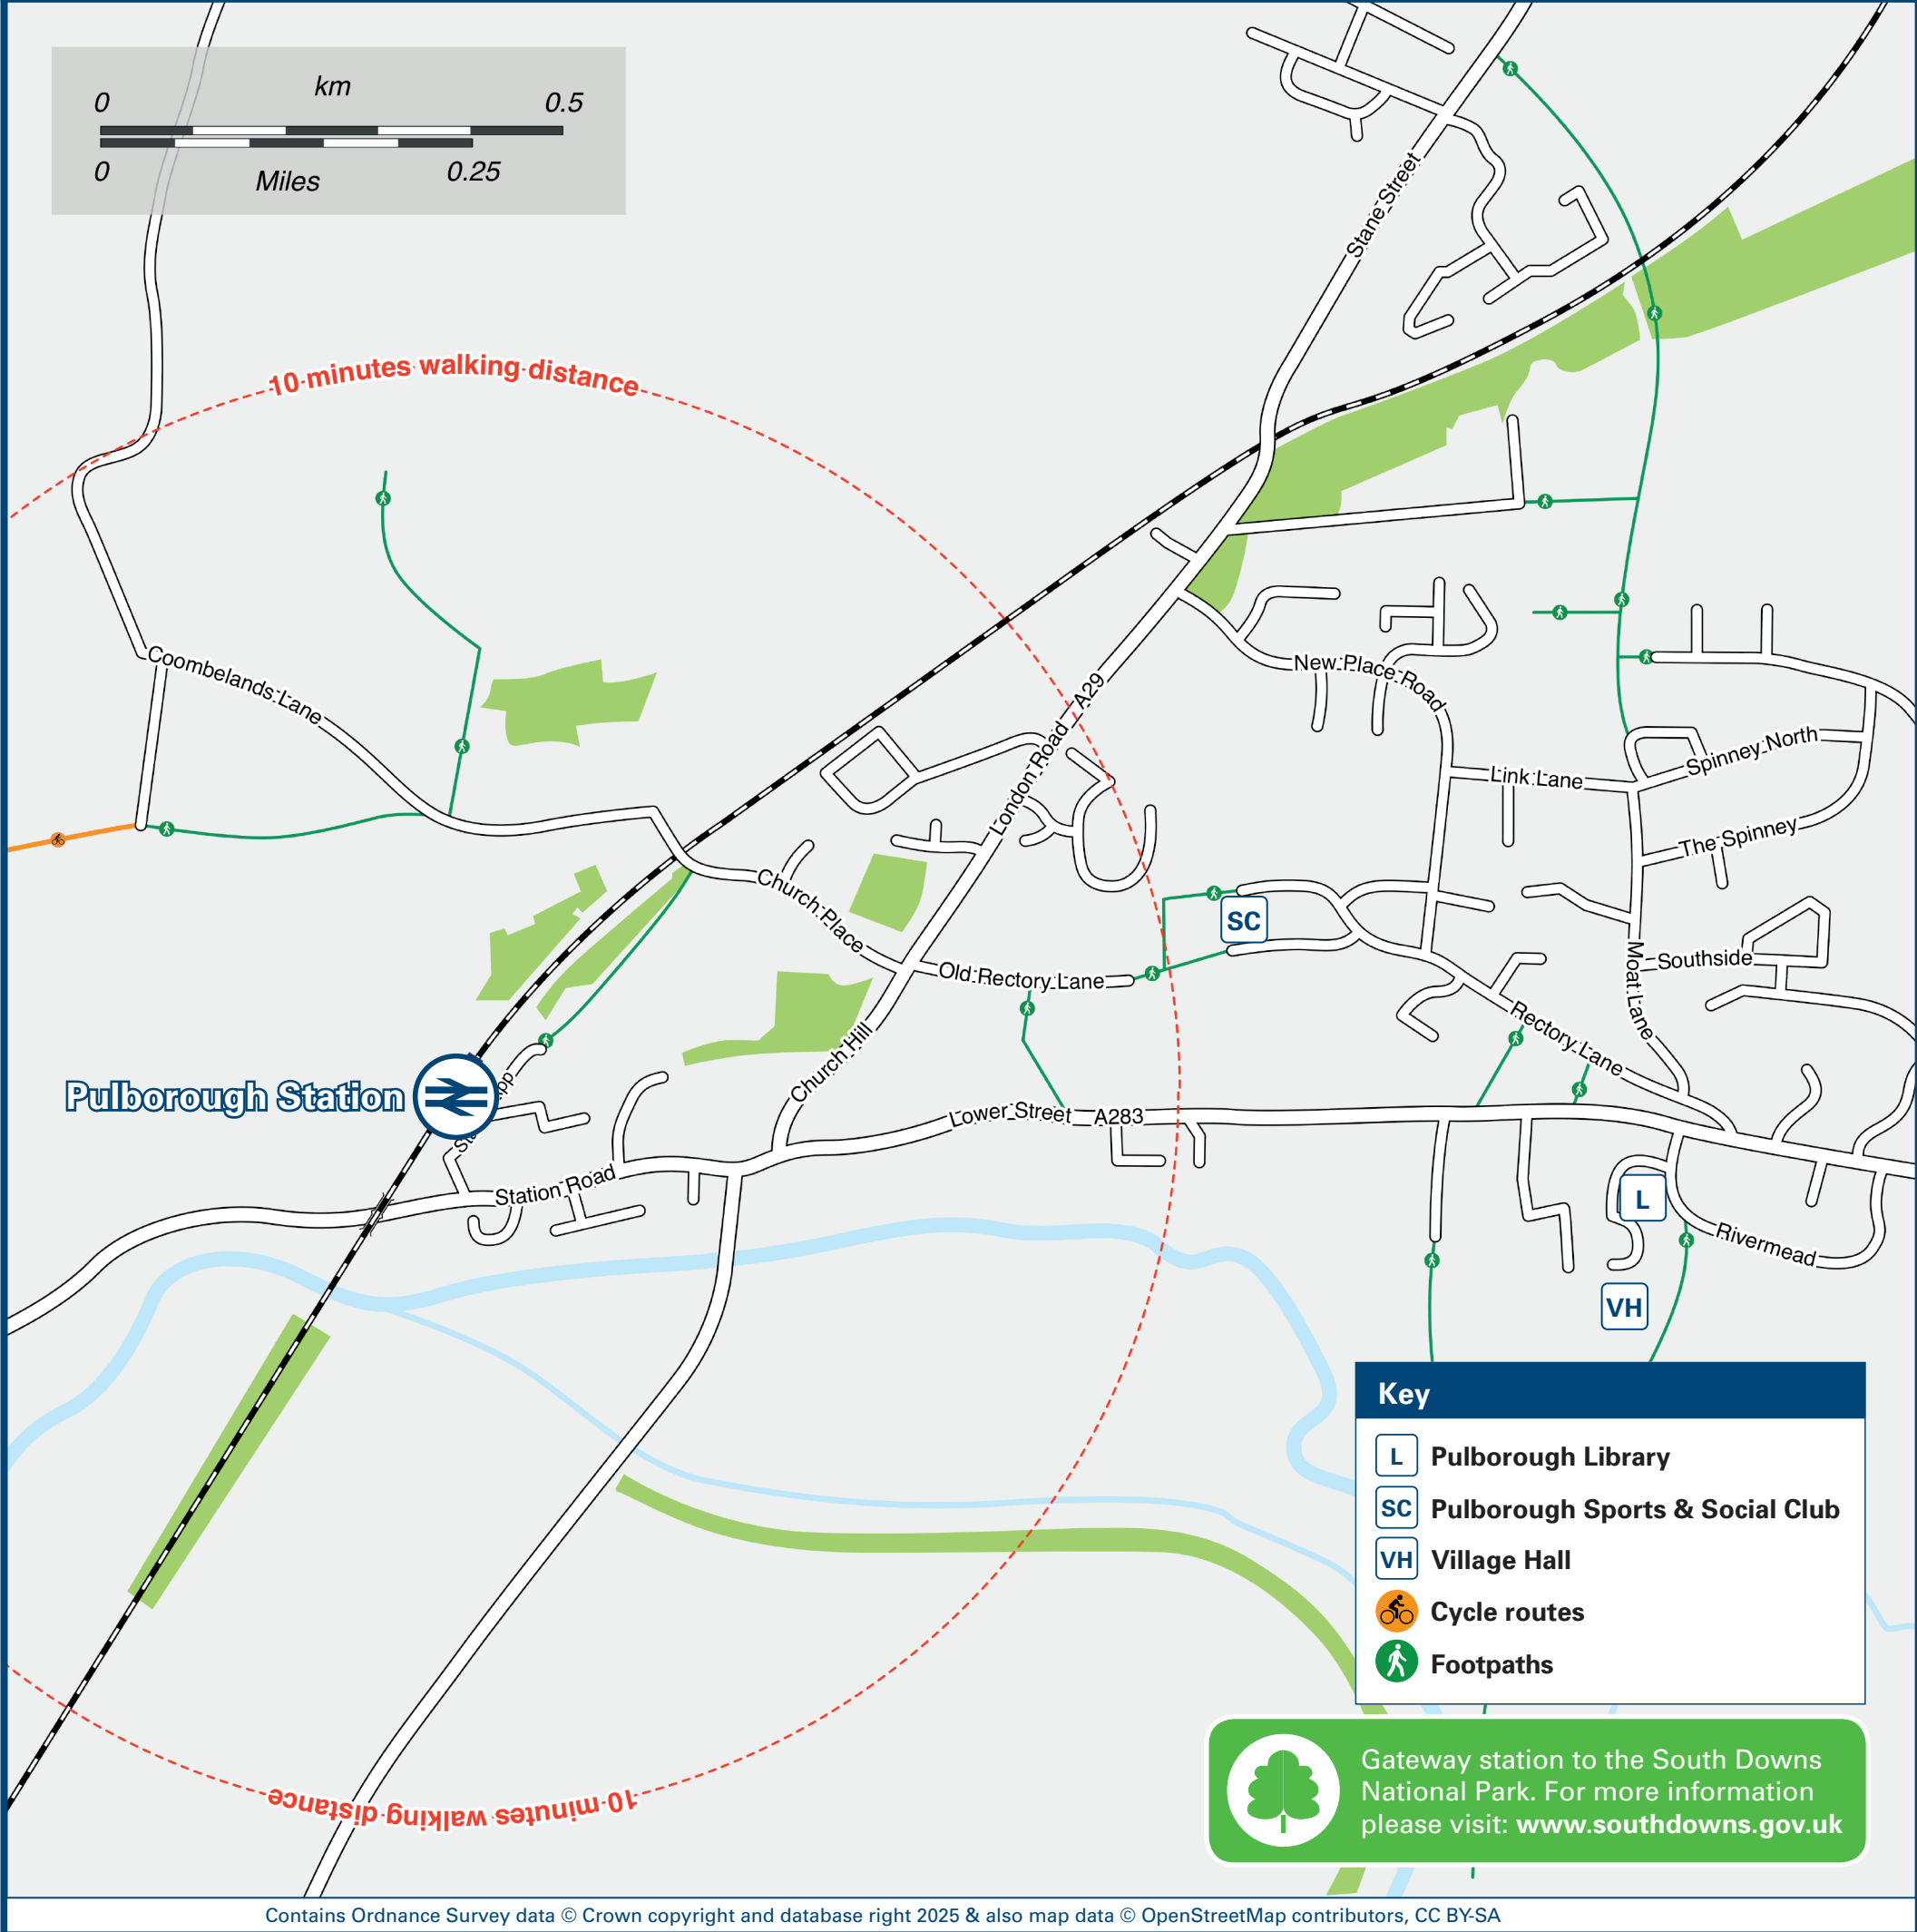 km
0 0.5
0 0.25
Miles
Stane Street
10 minutes walking distance
Coombelands Lane
A29
New Place Road
London Road
Link Lane
Spinney North
The Spinney
Church Place
SC
Old Rectory Lane
Moat Lane
Southside
Rectory Lane
Church Hill
Pulborough Station
Lower Street A283
Station Road
L
Rivermead
VH
Key
L Pulborough Library
SC Pulborough Sports & Social Club
VH Village Hall
Cycle routes
Footpaths
10 minutes walking distance
Gateway station to the South Downs
National Park. For more information
please visit: www.southdowns.gov.uk
Contains Ordnance Survey data © Crown copyright and database right 2025 & also map data © OpenStreetMap contributors, CC BY-SA